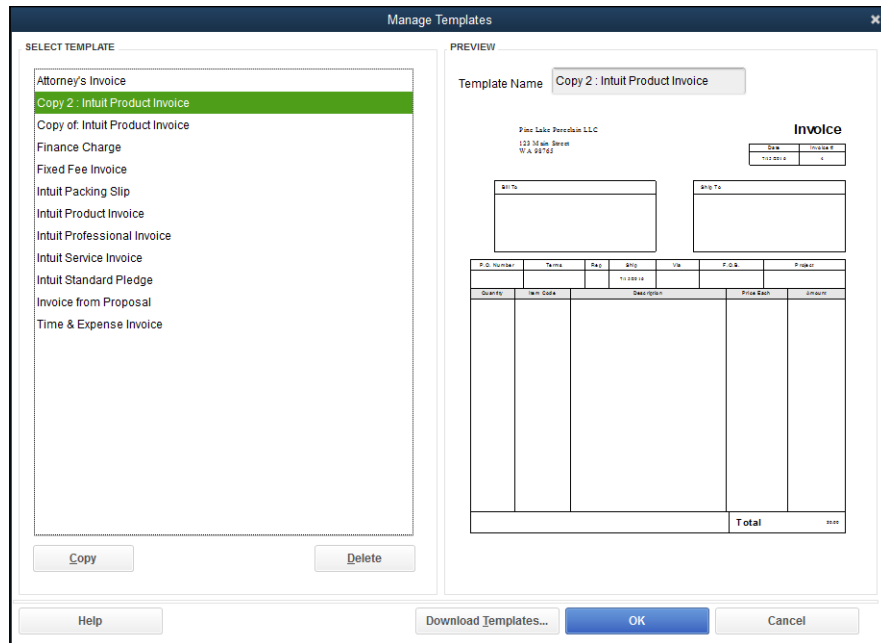 Manage Templates
SELECT TEMPLATE
Attorney's Invoice
Copy 2 : Intuit Product Invoice
Copy of: Intuit Product Invoice
Finance Charge
Fixed Fee Invoice
Intuit Packing Slip
Intuit Product Invoice
Intuit Professional Invoice
Intuit Service Invoice
Intuit Standard Pledge
Invoice from Proposal
Time & Expense Invoice
Copy
Delete
PREVIEW
Template Name Copy 2 : Intuit Product Invoice
Pine Lake Porcelain LLC
123 Main Street
WA 98765
Invoice
Date Invoice #
Bill To
Ship To
P.O. Number Terms Rep Ship Via F.O.B. Project
Quantity Item Code Description Price Each Amount
Total
Help
Download Templates...
OK
Cancel